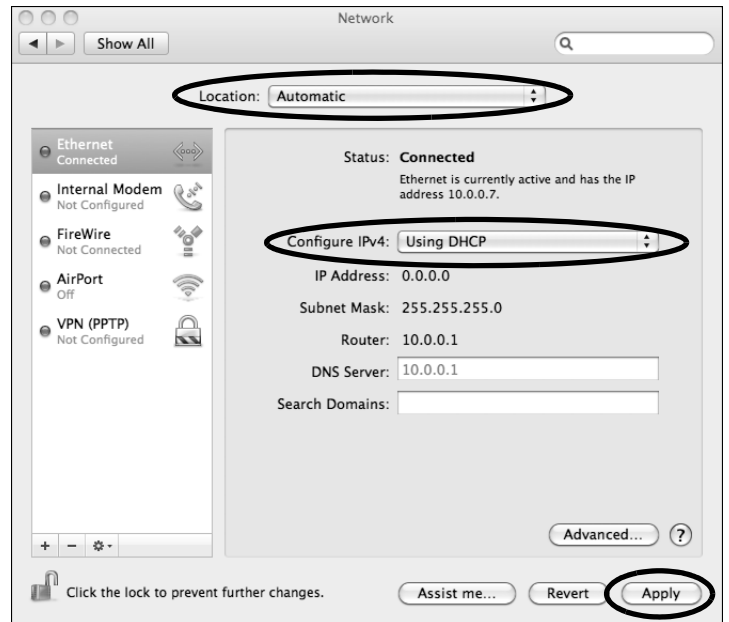 Network
Show All
Location: Automatic
Ethernet
Connected
Internal Modem
Not Configured
FireWire
Not Connected
AirPort
Off
VPN (PPTP)
Not Configured
Status: Connected
Ethernet is currently active and has the IP
address 10.0.0.7.
Configure IPv4: Using DHCP
IP Address: 0.0.0.0
Subnet Mask: 255.255.255.0
Router: 10.0.0.1
DNS Server: 10.0.0.1
Search Domains:
Advanced... ?
+ −
Click the lock to prevent further changes.
Assist me... Revert Apply